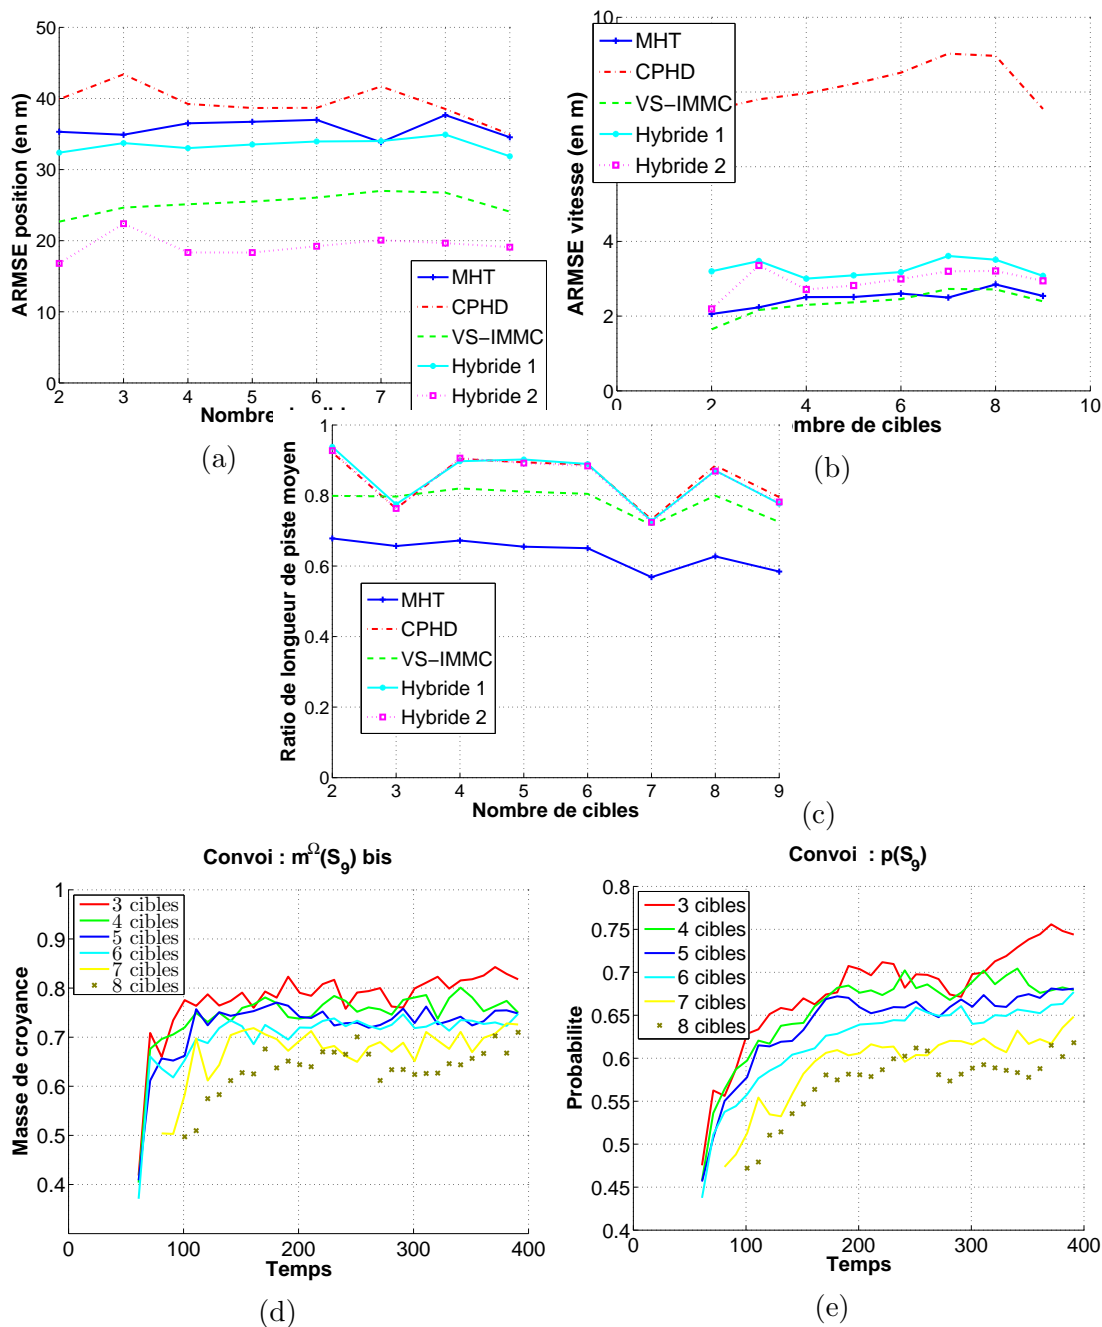 50
40
30
20
10
0
2
3
4
5
6
7
ARMSE position (en m)
Nombre
MHT
CPHD
VS-IMMC
Hybride 1
Hybride 2
(a)
10
4
2
0
0
2
4
6
8
10
ARMSE vitesse (en m)
mbre de cibles
MHT
CPHD
VS-IMMC
Hybride 1
Hybride 2
(b)
1
0.8
0.6
0.4
0.2
0
2
3
4
5
6
7
8
9
Ratio de longueur de piste moyen
Nombre de cibles
MHT
CPHD
VS-IMMC
Hybride 1
Hybride 2
(c)
Convoi : m^Ω(S_9) bis
1
0.9
0.8
0.7
0.6
0.5
0.4
0
100
200
300
400
Masse de croyance
Temps
3 cibles
4 cibles
5 cibles
6 cibles
7 cibles
8 cibles
(d)
Convoi : p(S_9)
0.8
0.75
0.7
0.65
0.6
0.55
0.5
0.45
0.4
0
100
200
300
400
Probabilite
Temps
3 cibles
4 cibles
5 cibles
6 cibles
7 cibles
8 cibles
(e)